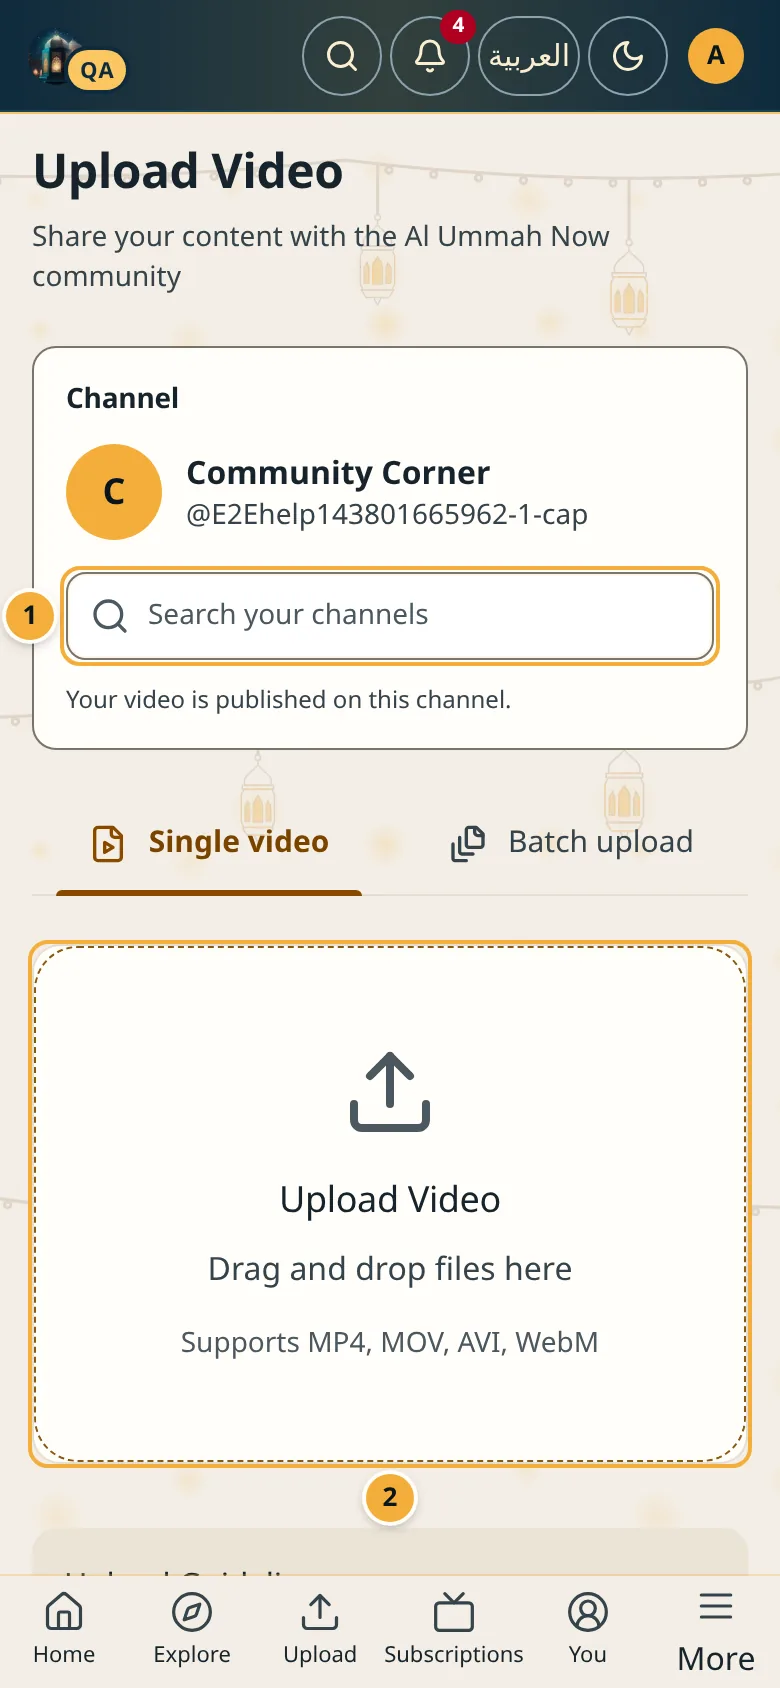 QA
4
العربية
A
Upload Video
Share your content with the Al Ummah Now
community
Channel
C
Community Corner
@E2Ehelp143801665962-1-cap
1
Search your channels
Your video is published on this channel.
Single video
Batch upload
Upload Video
Drag and drop files here
Supports MP4, MOV, AVI, WebM
2
Home
Explore
Upload
Subscriptions
You
More